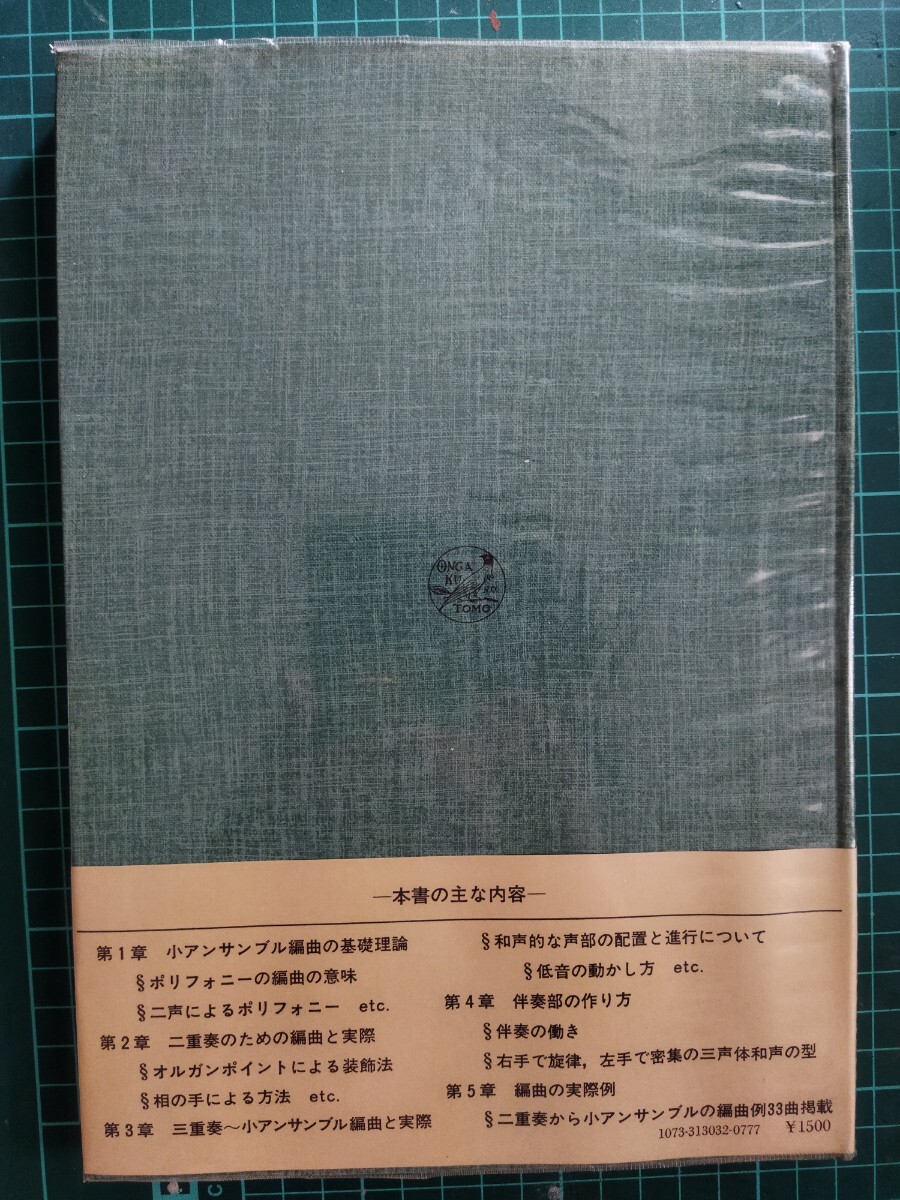 ONGA
KU
TOMO
—本書の主な内容—
第1章 小アンサンブル編曲の基礎理論
§ポリフォニーの編曲の意味
§二声によるポリフォニー etc.
第2章 二重奏のための編曲と実際
§オルガンポイントによる装飾法
§相の手による方法 etc.
第3章 三重奏〜小アンサンブル編曲と実際
§和声的な声部の配置と進行について
§低音の動かし方 etc.
第4章 伴奏部の作り方
§伴奏の働き
§右手で旋律，左手で密集の三声体和声の型
第5章 編曲の実際例
§二重奏から小アンサンブルの編曲例33曲掲載
1073-313032-0777 ￥1500
C